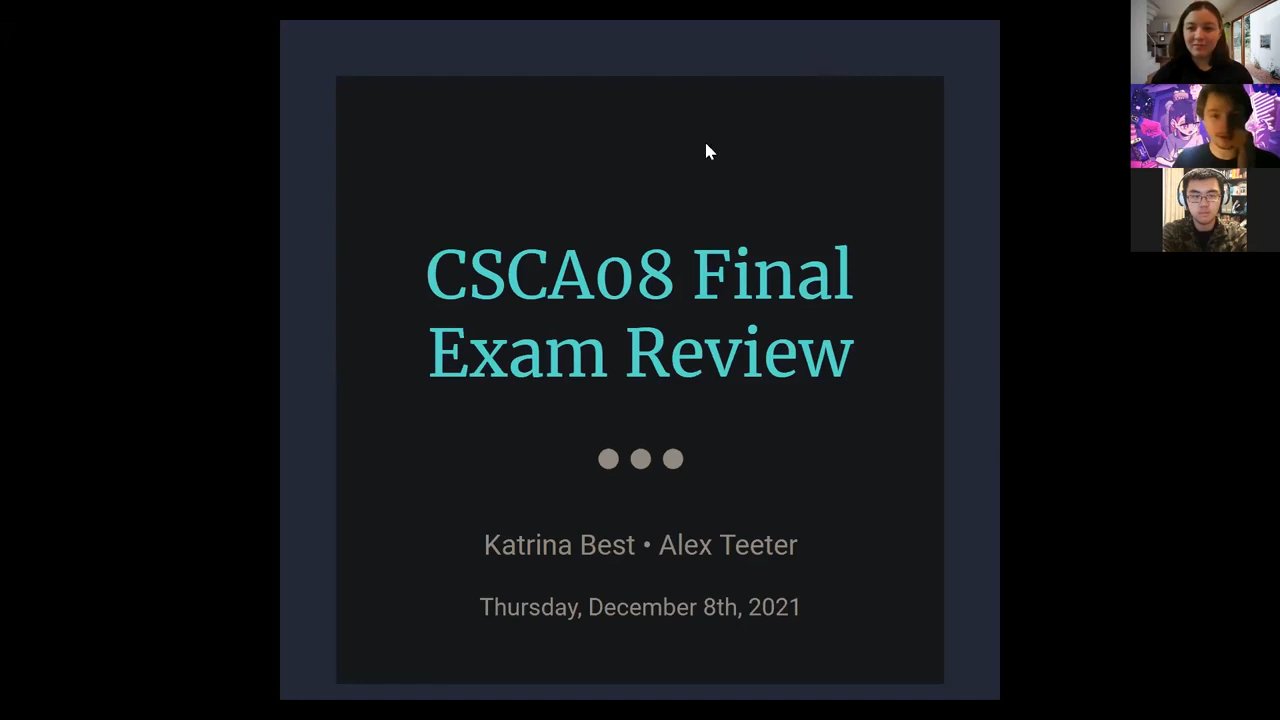 CSCA08 Final
Exam Review
Katrina Best • Alex Teeter
Thursday, December 8th, 2021